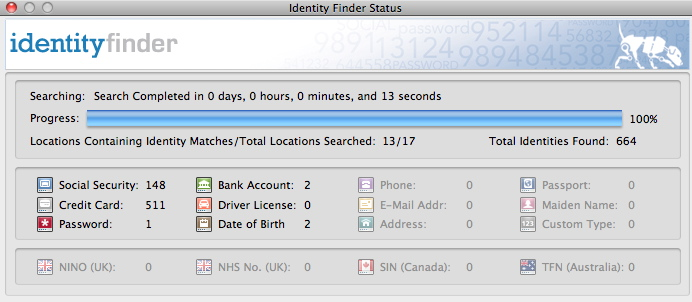 Identity Finder Status
identityfinder
Searching: Search Completed in 0 days, 0 hours, 0 minutes, and 13 seconds
Progress: 100%
Locations Containing Identity Matches/Total Locations Searched: 13/17 Total Identities Found: 664
Social Security: 148 Bank Account: 2 Phone: 0 Passport: 0
Credit Card: 511 Driver License: 0 E-Mail Addr: 0 Maiden Name: 0
Password: 1 Date of Birth 2 Address: 0 Custom Type: 0
NINO (UK): 0 NHS No. (UK): 0 SIN (Canada): 0 TFN (Australia): 0